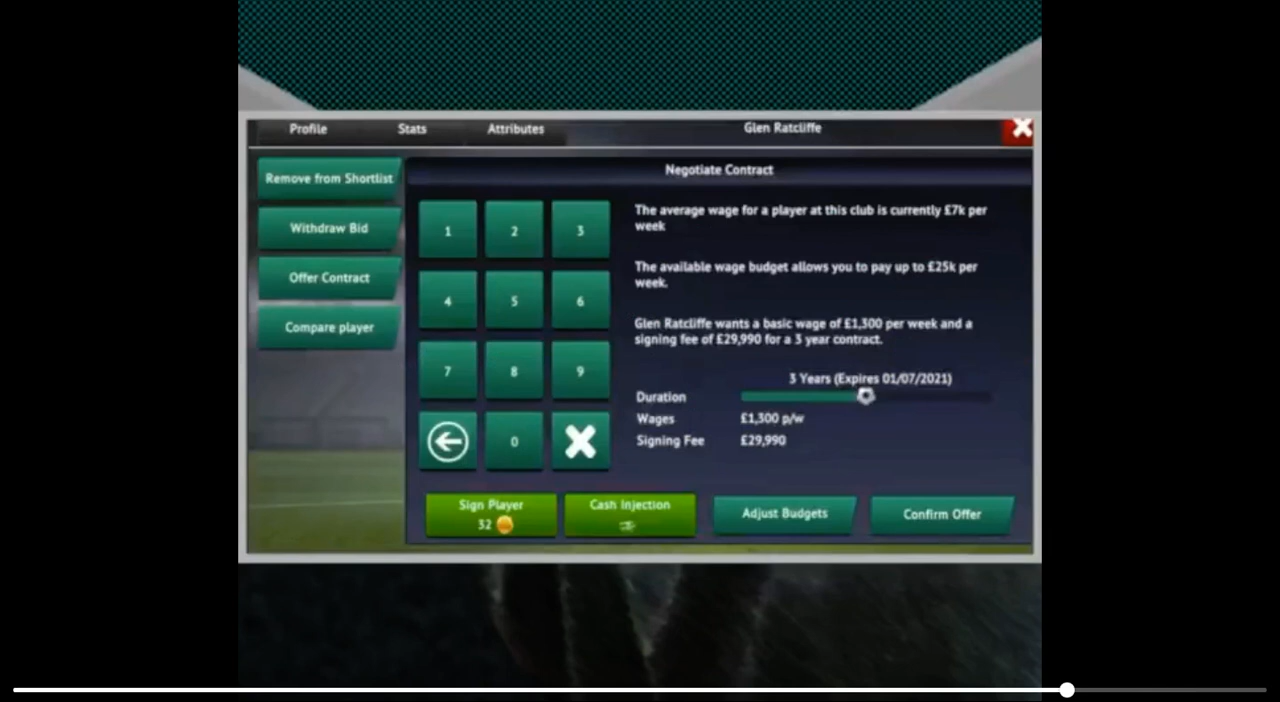 Profile
Stats
Attributes
Glen Ratcliffe
Remove from Shortlist
Withdraw Bid
Offer Contract
Compare player
Negotiate Contract
1
2
3
4
5
6
7
8
9
0
The average wage for a player at this club is currently £7k per
week
The available wage budget allows you to pay up to £25k per
week.
Glen Ratcliffe wants a basic wage of £1,300 per week and a
signing fee of £29,990 for a 3 year contract.
3 Years (Expires 01/07/2021)
Duration
Wages
£1,300 p/w
Signing Fee
£29,990
Sign Player
32
Cash Injection
Adjust Budgets
Confirm Offer